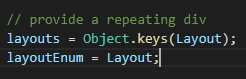 // provide a repeating div
layouts = Object.keys(Layout);
layoutEnum = Layout;